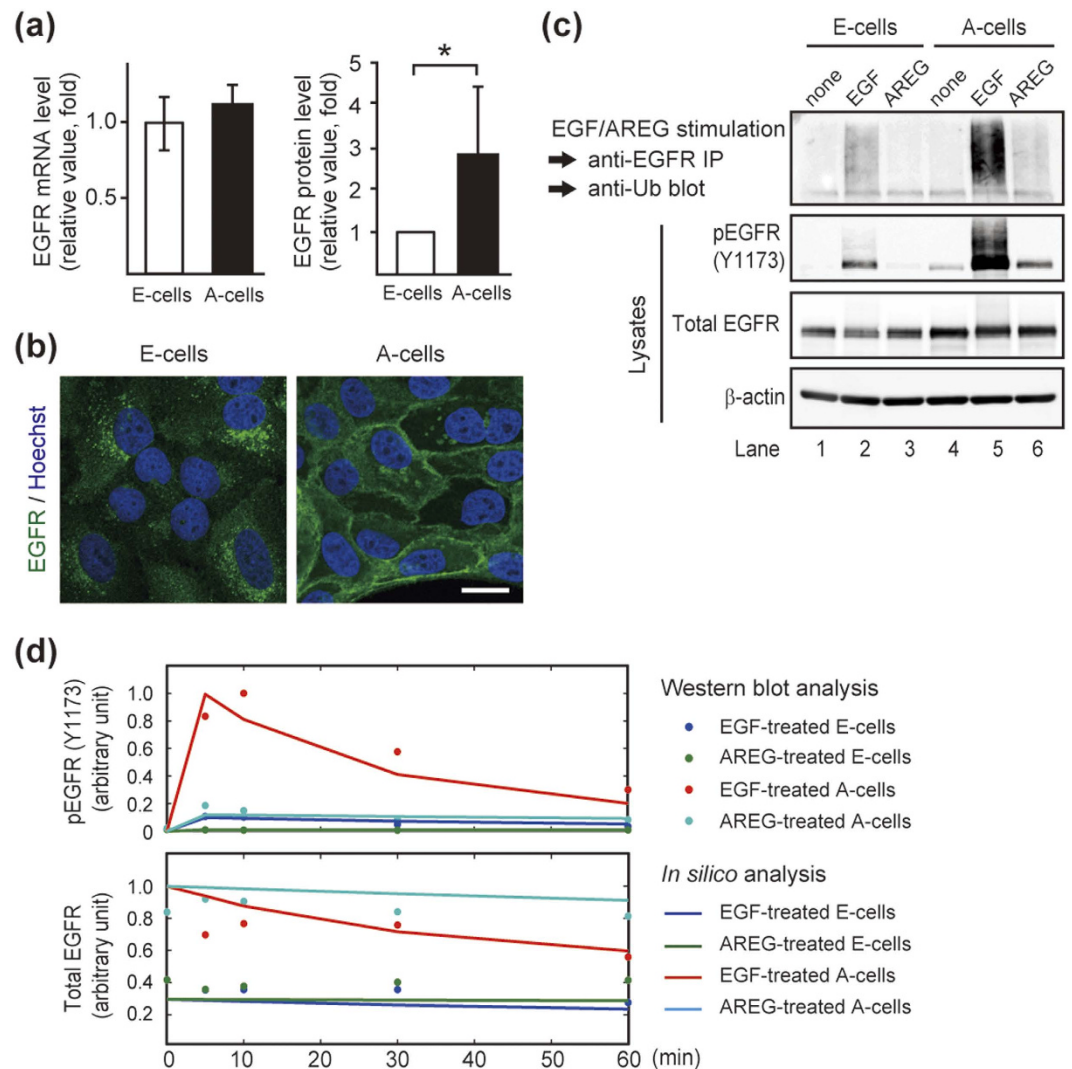 (a)
EGFR mRNA level
(relative value, fold)
1.0
0.5
E-cells A-cells
EGFR protein level
(relative value, fold)
5
4
3
2
1
*
E-cells A-cells
(b)
E-cells A-cells
EGFR / Hoechst
(c)
E-cells A-cells
none EGF AREG none EGF AREG
EGF/AREG stimulation
anti-EGFR IP
anti-Ub blot
Lysates
pEGFR
(Y1173)
Total EGFR
β-actin
Lane 1 2 3 4 5 6
(d)
pEGFR (Y1173)
(arbitrary unit)
1.0
0.8
0.6
0.4
0.2
0
Total EGFR
(arbitrary unit)
1.0
0.8
0.6
0.4
0.2
0 10 20 30 40 50 60 (min)
Western blot analysis
EGF-treated E-cells
AREG-treated E-cells
EGF-treated A-cells
AREG-treated A-cells
In silico analysis
EGF-treated E-cells
AREG-treated E-cells
EGF-treated A-cells
AREG-treated A-cells